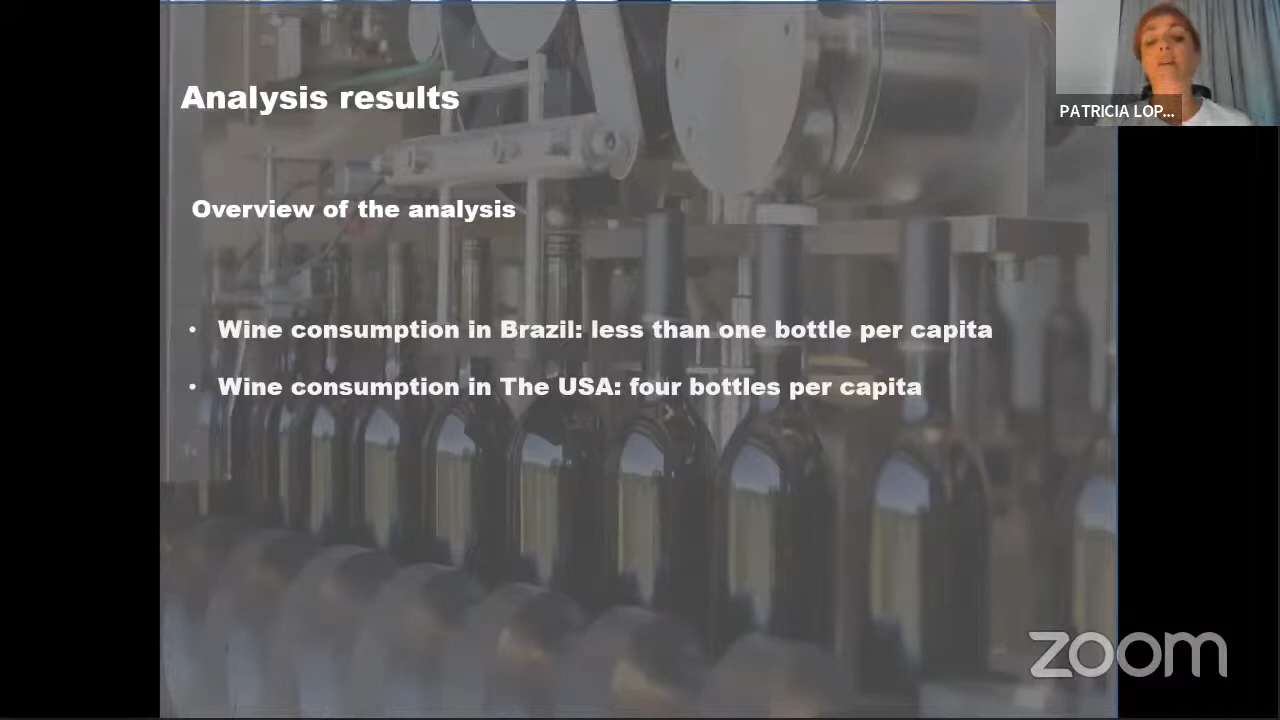 Analysis results
PATRICIA LOP...
Overview of the analysis
• Wine consumption in Brazil: less than one bottle per capita
• Wine consumption in The USA: four bottles per capita
zoom